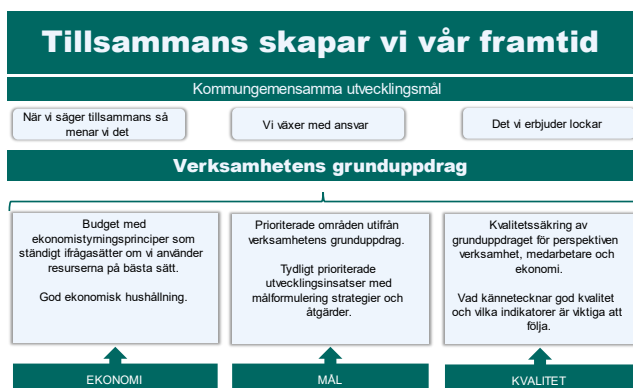 Tillsammans skapar vi vår framtid
Kommungemensamma utvecklingsmål
När vi säger tillsammans så
menar vi det
Vi växer med ansvar
Det vi erbjuder lockar
Verksamhetens grunduppdrag
Budget med
ekonomistyrningsprinciper som
ständigt ifrågasätter om vi använder
resurserna på bästa sätt.
God ekonomisk hushållning.
Prioriterade områden utifrån
verksamhetens grunduppdrag.
Tydligt prioriterade
utvecklingsinsatser med
målformulering strategier och
åtgärder.
Kvalitetssäkring av
grunduppdraget för perspektiven
verksamhet, medarbetare och
ekonomi.
Vad kännetecknar god kvalitet
och vilka indikatorer är viktiga att
följa.
EKONOMI
MÅL
KVALITET